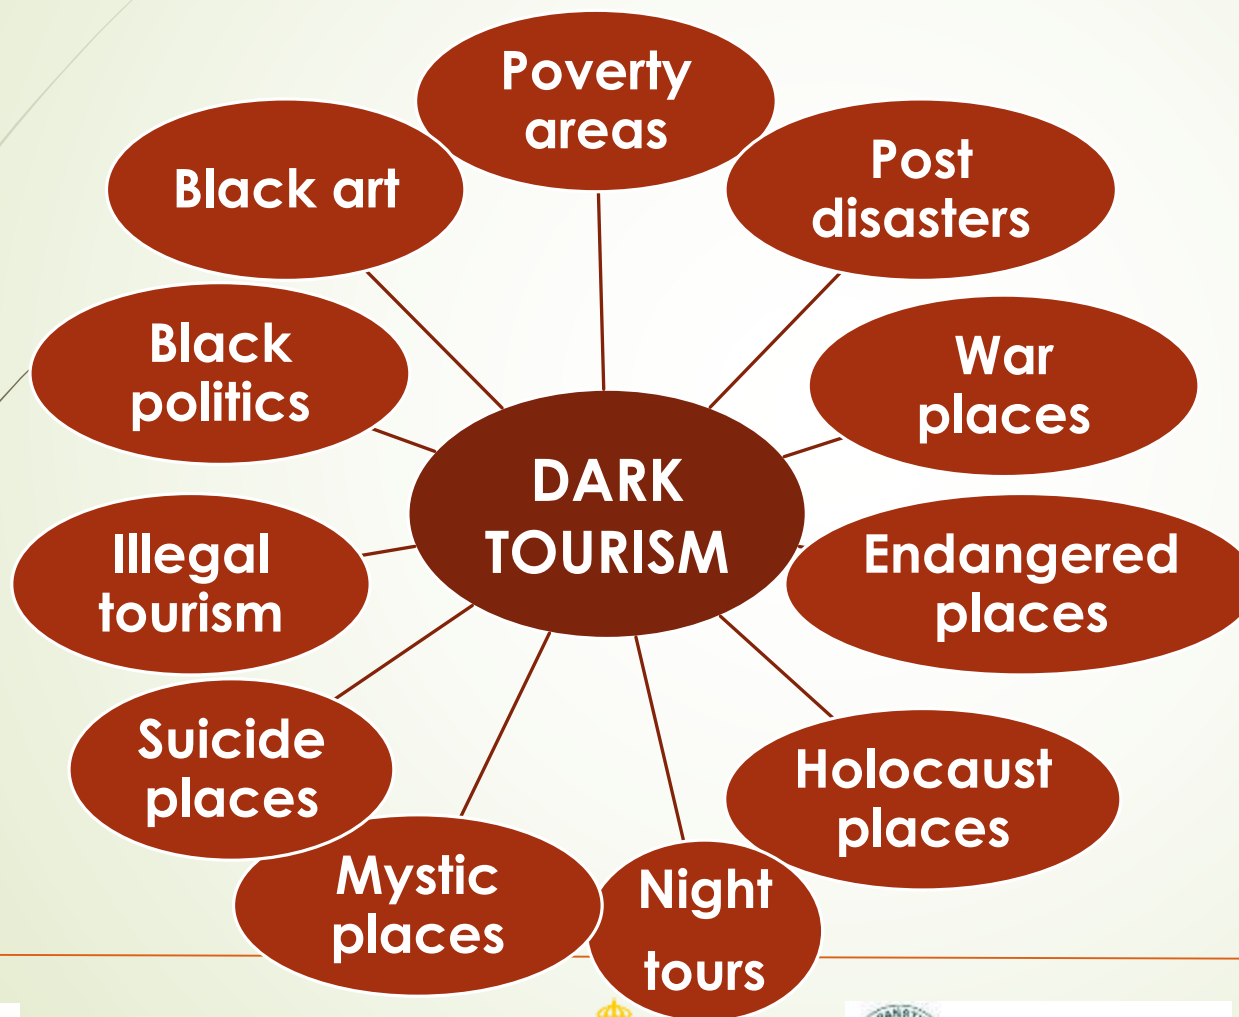 Poverty
areas
Post
disasters
War
places
Endangered
places
Holocaust
places
Night
tours
Mystic
places
Suicide
places
Illegal
tourism
Black
politics
Black art
DARK
TOURISM